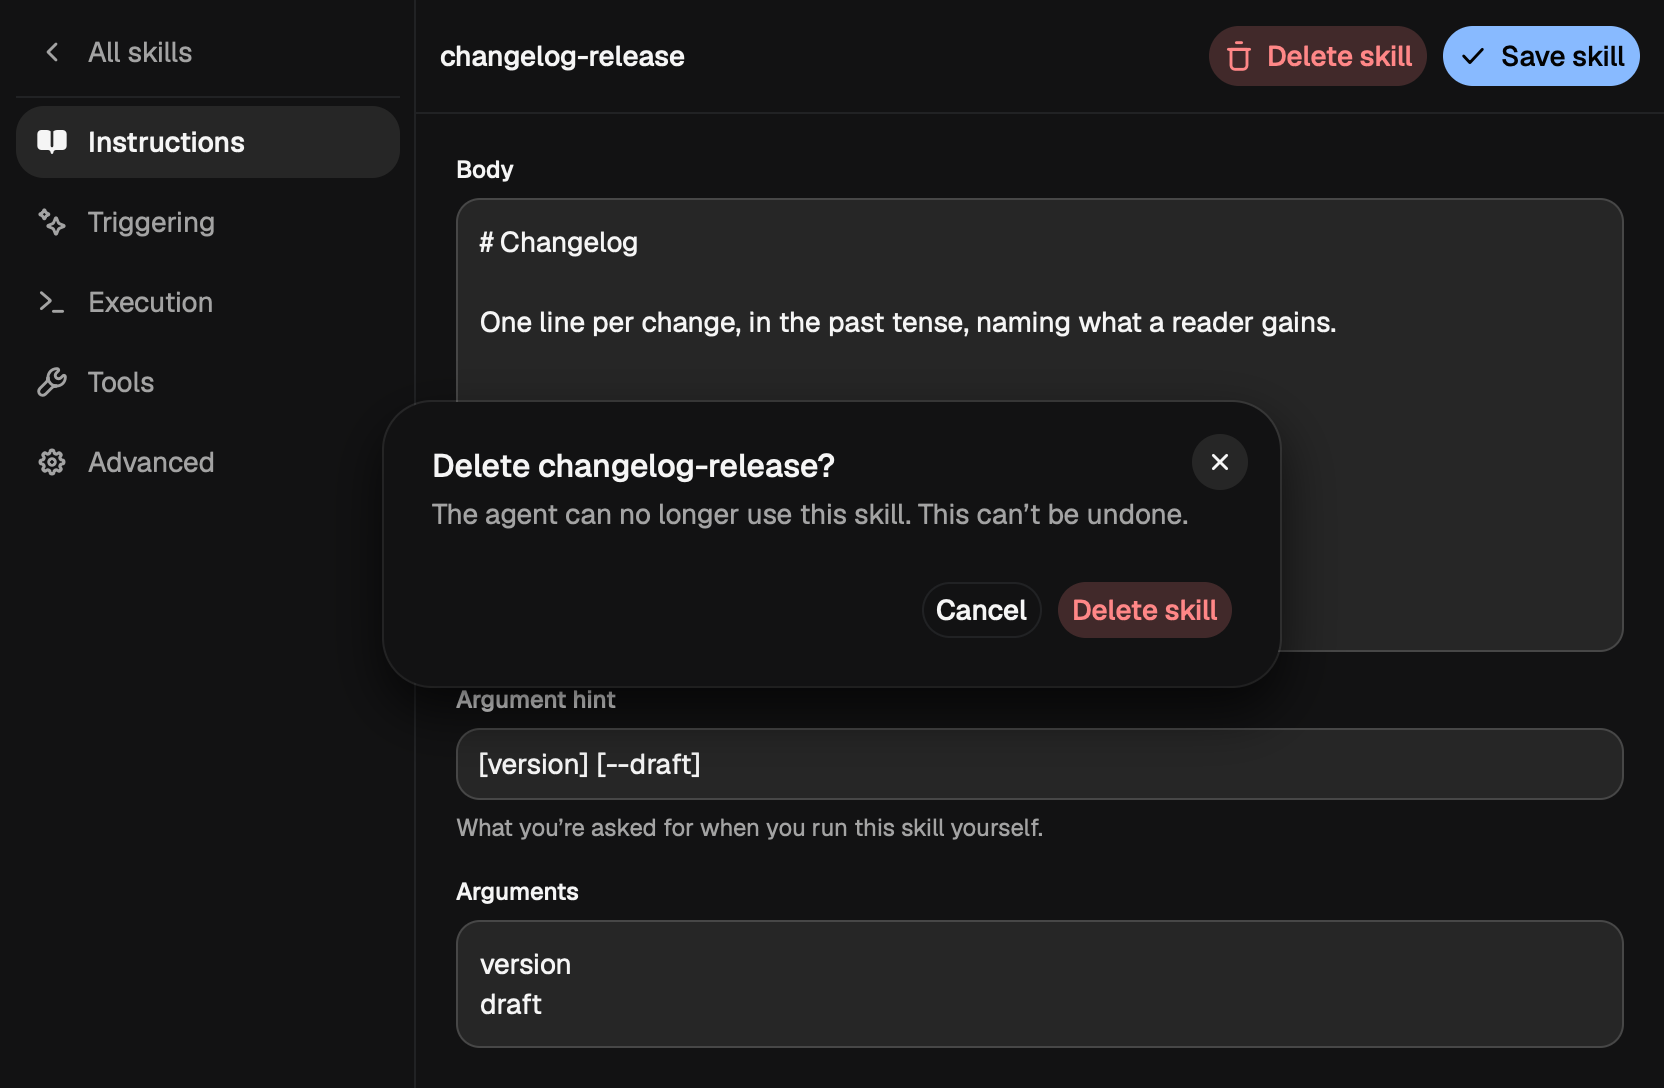 All skills
Instructions
Triggering
Execution
Tools
Advanced
changelog-release
Delete skill
Save skill
Body
# Changelog
One line per change, in the past tense, naming what a reader gains.
Delete changelog-release?
The agent can no longer use this skill. This can’t be undone.
Cancel
Delete skill
Argument hint
[version] [--draft]
What you’re asked for when you run this skill yourself.
Arguments
version
draft